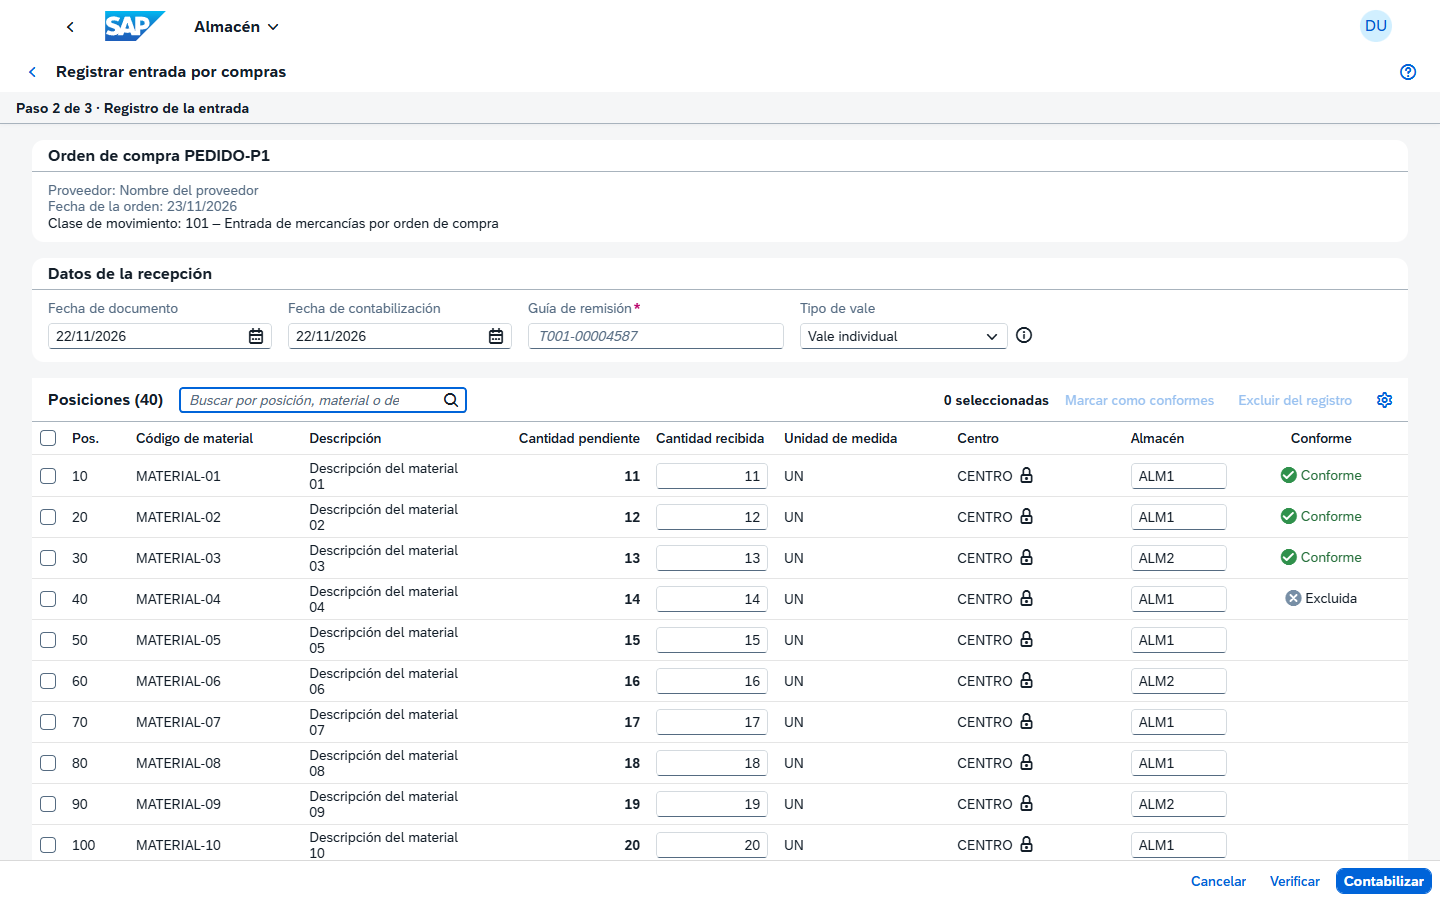 SAP Almacén DU
Registrar entrada por compras
Paso 2 de 3 · Registro de la entrada
Orden de compra PEDIDO-P1
Proveedor: Nombre del proveedor
Fecha de la orden: 23/11/2026
Clase de movimiento: 101 – Entrada de mercancías por orden de compra
Datos de la recepción
Fecha de documento Fecha de contabilización Guía de remisión* Tipo de vale
22/11/2026 22/11/2026 T001-00004587 Vale individual
Posiciones (40) Buscar por posición, material o de 0 seleccionadas Marcar como conformes Excluir del registro
Pos. Código de material Descripción Cantidad pendiente Cantidad recibida Unidad de medida Centro Almacén Conforme
10 MATERIAL-01 Descripción del material 01 11 11 UN CENTRO ALM1 Conforme
20 MATERIAL-02 Descripción del material 02 12 12 UN CENTRO ALM1 Conforme
30 MATERIAL-03 Descripción del material 03 13 13 UN CENTRO ALM2 Conforme
40 MATERIAL-04 Descripción del material 04 14 14 UN CENTRO ALM1 Excluida
50 MATERIAL-05 Descripción del material 05 15 15 UN CENTRO ALM1
60 MATERIAL-06 Descripción del material 06 16 16 UN CENTRO ALM2
70 MATERIAL-07 Descripción del material 07 17 17 UN CENTRO ALM1
80 MATERIAL-08 Descripción del material 08 18 18 UN CENTRO ALM1
90 MATERIAL-09 Descripción del material 09 19 19 UN CENTRO ALM2
100 MATERIAL-10 Descripción del material 10 20 20 UN CENTRO ALM1
Cancelar Verificar Contabilizar